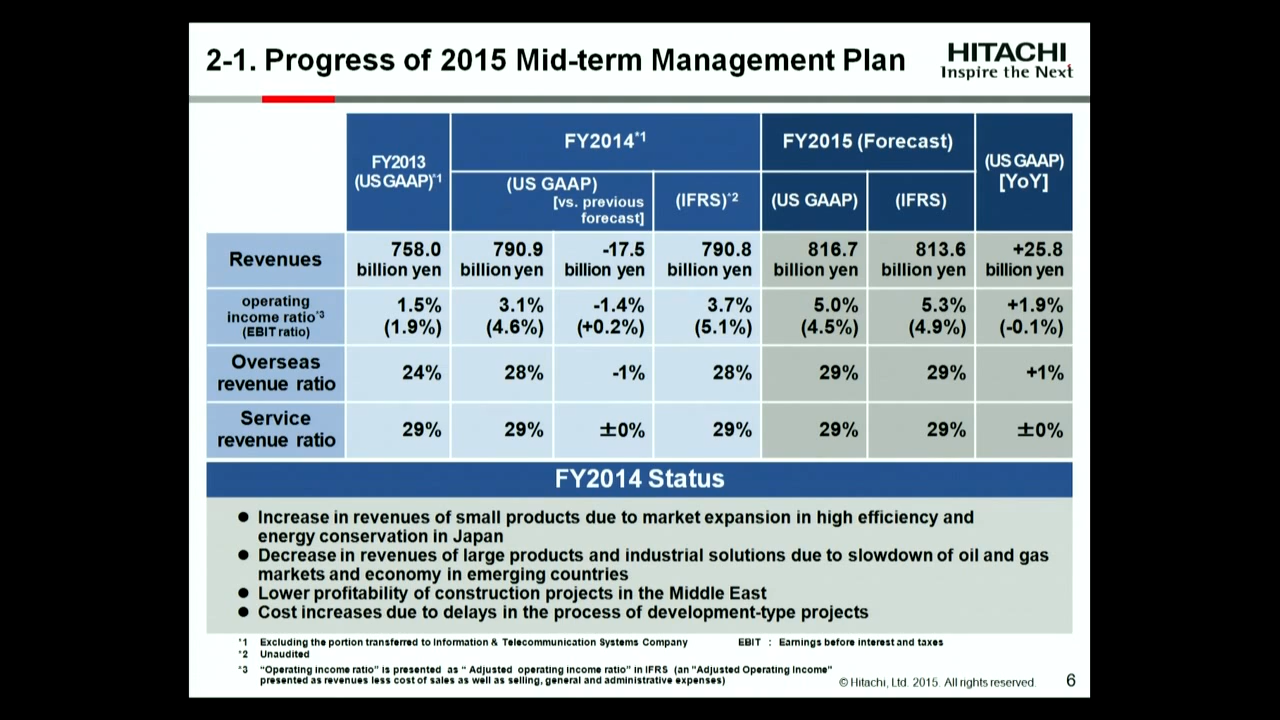 2-1. Progress of 2015 Mid-term Management Plan
HITACHI
Inspire the Next
FY2013
(US GAAP)*1
FY2014*1
FY2015 (Forecast)
(US GAAP)
[YoY]
(US GAAP)
[vs. previous
forecast]
(IFRS)*2
(US GAAP)
(IFRS)
Revenues
758.0
billion yen
790.9
billion yen
-17.5
billion yen
790.8
billion yen
816.7
billion yen
813.6
billion yen
+25.8
billion yen
operating
income ratio*3
(EBIT ratio)
1.5%
(1.9%)
3.1%
(4.6%)
-1.4%
(+0.2%)
3.7%
(5.1%)
5.0%
(4.5%)
5.3%
(4.9%)
+1.9%
(-0.1%)
Overseas
revenue ratio
24%
28%
-1%
28%
29%
29%
+1%
Service
revenue ratio
29%
29%
±0%
29%
29%
29%
±0%
FY2014 Status
● Increase in revenues of small products due to market expansion in high efficiency and
energy conservation in Japan
● Decrease in revenues of large products and industrial solutions due to slowdown of oil and gas
markets and economy in emerging countries
● Lower profitability of construction projects in the Middle East
● Cost increases due to delays in the process of development-type projects
*1 Excluding the portion transferred to Information & Telecommunication Systems Company EBIT : Earnings before interest and taxes
*2 Unaudited
*3 "Operating income ratio" is presented as " Adjusted operating income ratio" in IFRS (an "Adjusted Operating Income"
presented as revenues less cost of sales as well as selling, general and administrative expenses)
© Hitachi, Ltd. 2015. All rights reserved. 6